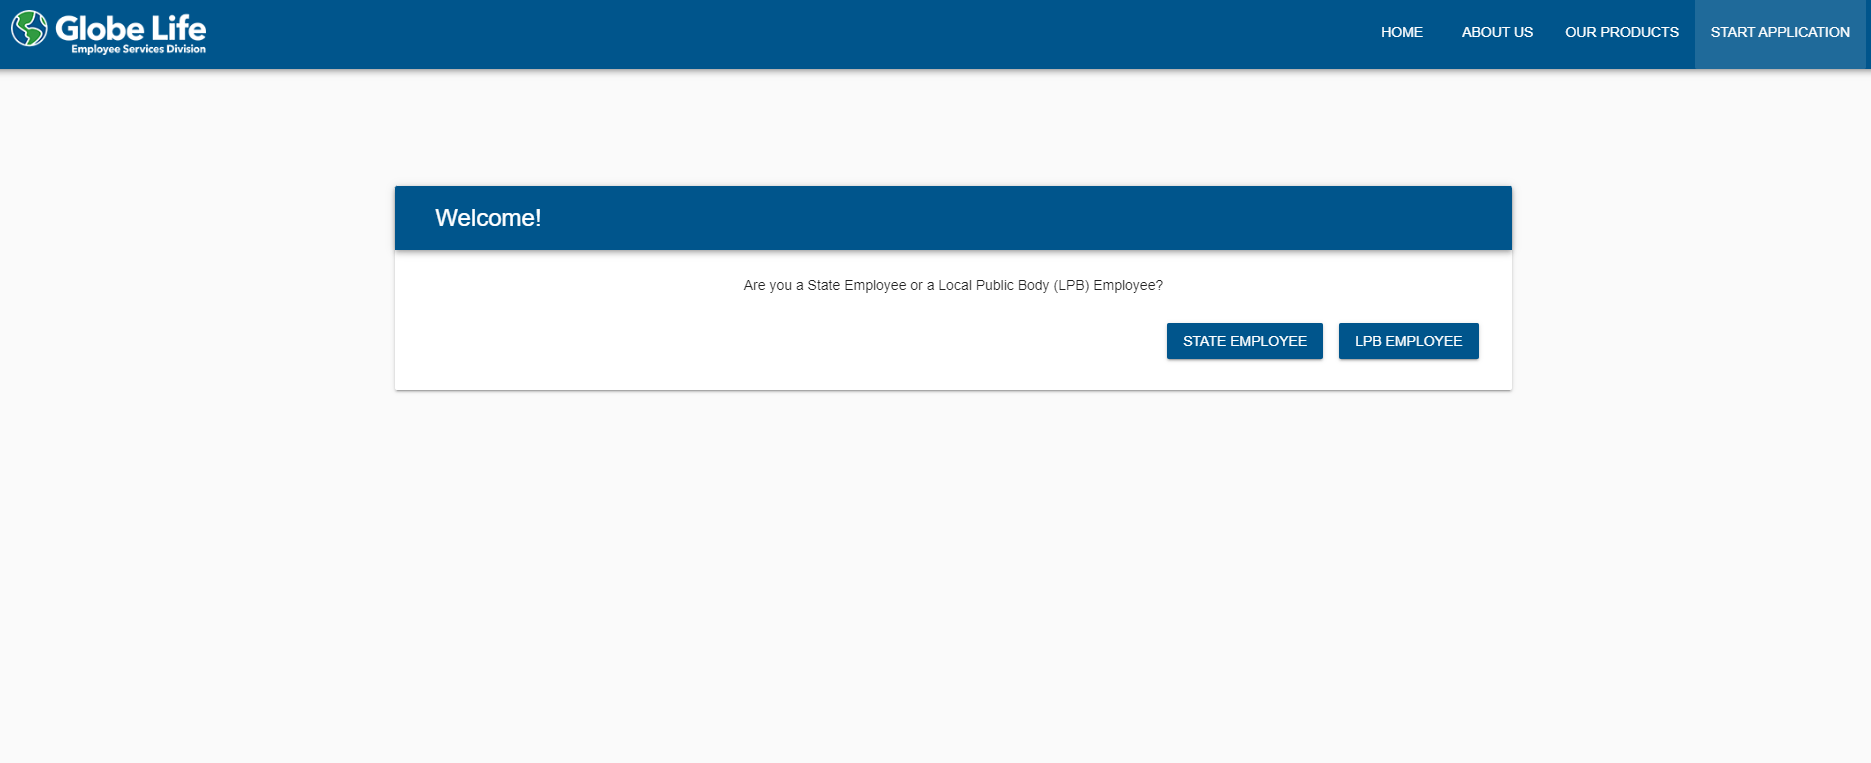 Globe Life
Employee Services Division
HOME ABOUT US OUR PRODUCTS START APPLICATION
Welcome!
Are you a State Employee or a Local Public Body (LPB) Employee?
STATE EMPLOYEE LPB EMPLOYEE